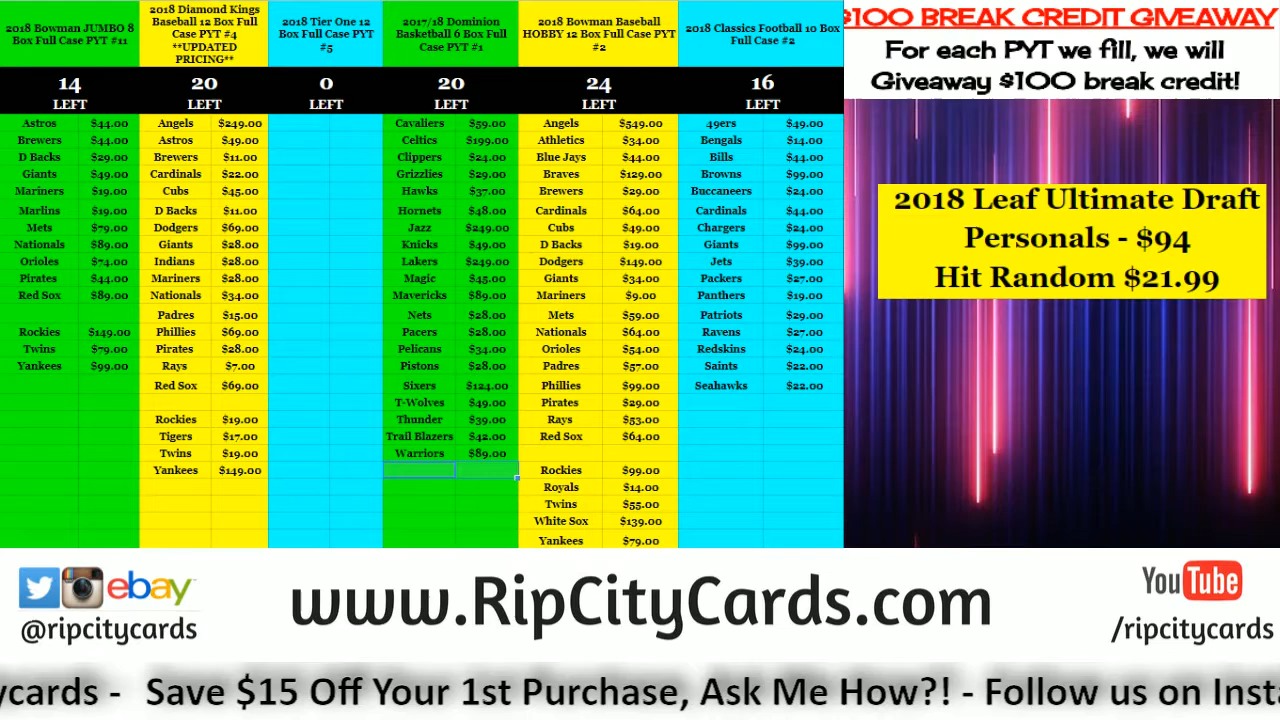 2018 Bowman JUMBO 8
Box Full Case PYT #11
14
LEFT
Astros $44.00
Brewers $44.00
D Backs $29.00
Giants $49.00
Mariners $19.00
Marlins $19.00
Mets $79.00
Nationals $89.00
Orioles $74.00
Pirates $44.00
Red Sox $89.00
Rockies $149.00
Twins $79.00
Yankees $99.00
2018 Diamond Kings
Baseball 12 Box Full
Case PYT #4
**UPDATED
PRICING**
20
LEFT
Angels $249.00
Astros $49.00
Brewers $11.00
Cardinals $22.00
Cubs $45.00
D Backs $11.00
Dodgers $69.00
Giants $28.00
Indians $28.00
Mariners $28.00
Nationals $34.00
Padres $15.00
Phillies $69.00
Pirates $28.00
Rays $7.00
Red Sox $69.00
Rockies $19.00
Tigers $17.00
Twins $19.00
Yankees $149.00
2018 Tier One 12
Box Full Case PYT
#5
0
LEFT
2017/18 Dominion
Basketball 6 Box Full
Case PYT #1
20
LEFT
Cavaliers $59.00
Celtics $199.00
Clippers $24.00
Grizzlies $29.00
Hawks $37.00
Hornets $48.00
Jazz $249.00
Knicks $49.00
Lakers $249.00
Magic $45.00
Mavericks $89.00
Nets $28.00
Pacers $28.00
Pelicans $34.00
Pistons $28.00
Sixers $124.00
T-Wolves $49.00
Thunder $39.00
Trail Blazers $42.00
Warriors $89.00
2018 Bowman Baseball
HOBBY 12 Box Full Case PYT
#2
24
LEFT
Angels $549.00
Athletics $34.00
Blue Jays $44.00
Braves $129.00
Brewers $29.00
Cardinals $64.00
Cubs $49.00
D Backs $19.00
Dodgers $149.00
Giants $34.00
Mariners $9.00
Mets $59.00
Nationals $64.00
Orioles $54.00
Padres $57.00
Phillies $99.00
Pirates $29.00
Rays $53.00
Red Sox $64.00
Rockies $99.00
Royals $14.00
Twins $55.00
White Sox $139.00
Yankees $79.00
2018 Classics Football 10 Box
Full Case #2
16
LEFT
49ers $49.00
Bengals $14.00
Bills $44.00
Browns $99.00
Buccaneers $24.00
Cardinals $44.00
Chargers $24.00
Giants $99.00
Jets $39.00
Packers $27.00
Panthers $19.00
Patriots $29.00
Ravens $27.00
Redskins $24.00
Saints $22.00
Seahawks $22.00
$100 BREAK CREDIT GIVEAWAY
For each PYT we fill, we will
Giveaway $100 break credit!
2018 Leaf Ultimate Draft
Personals - $94
Hit Random $21.99
ebay
@ripcitycards
www.RipCityCards.com
YouTube
/ripcitycards
ycards - Save $15 Off Your 1st Purchase, Ask Me How?! - Follow us on Insta